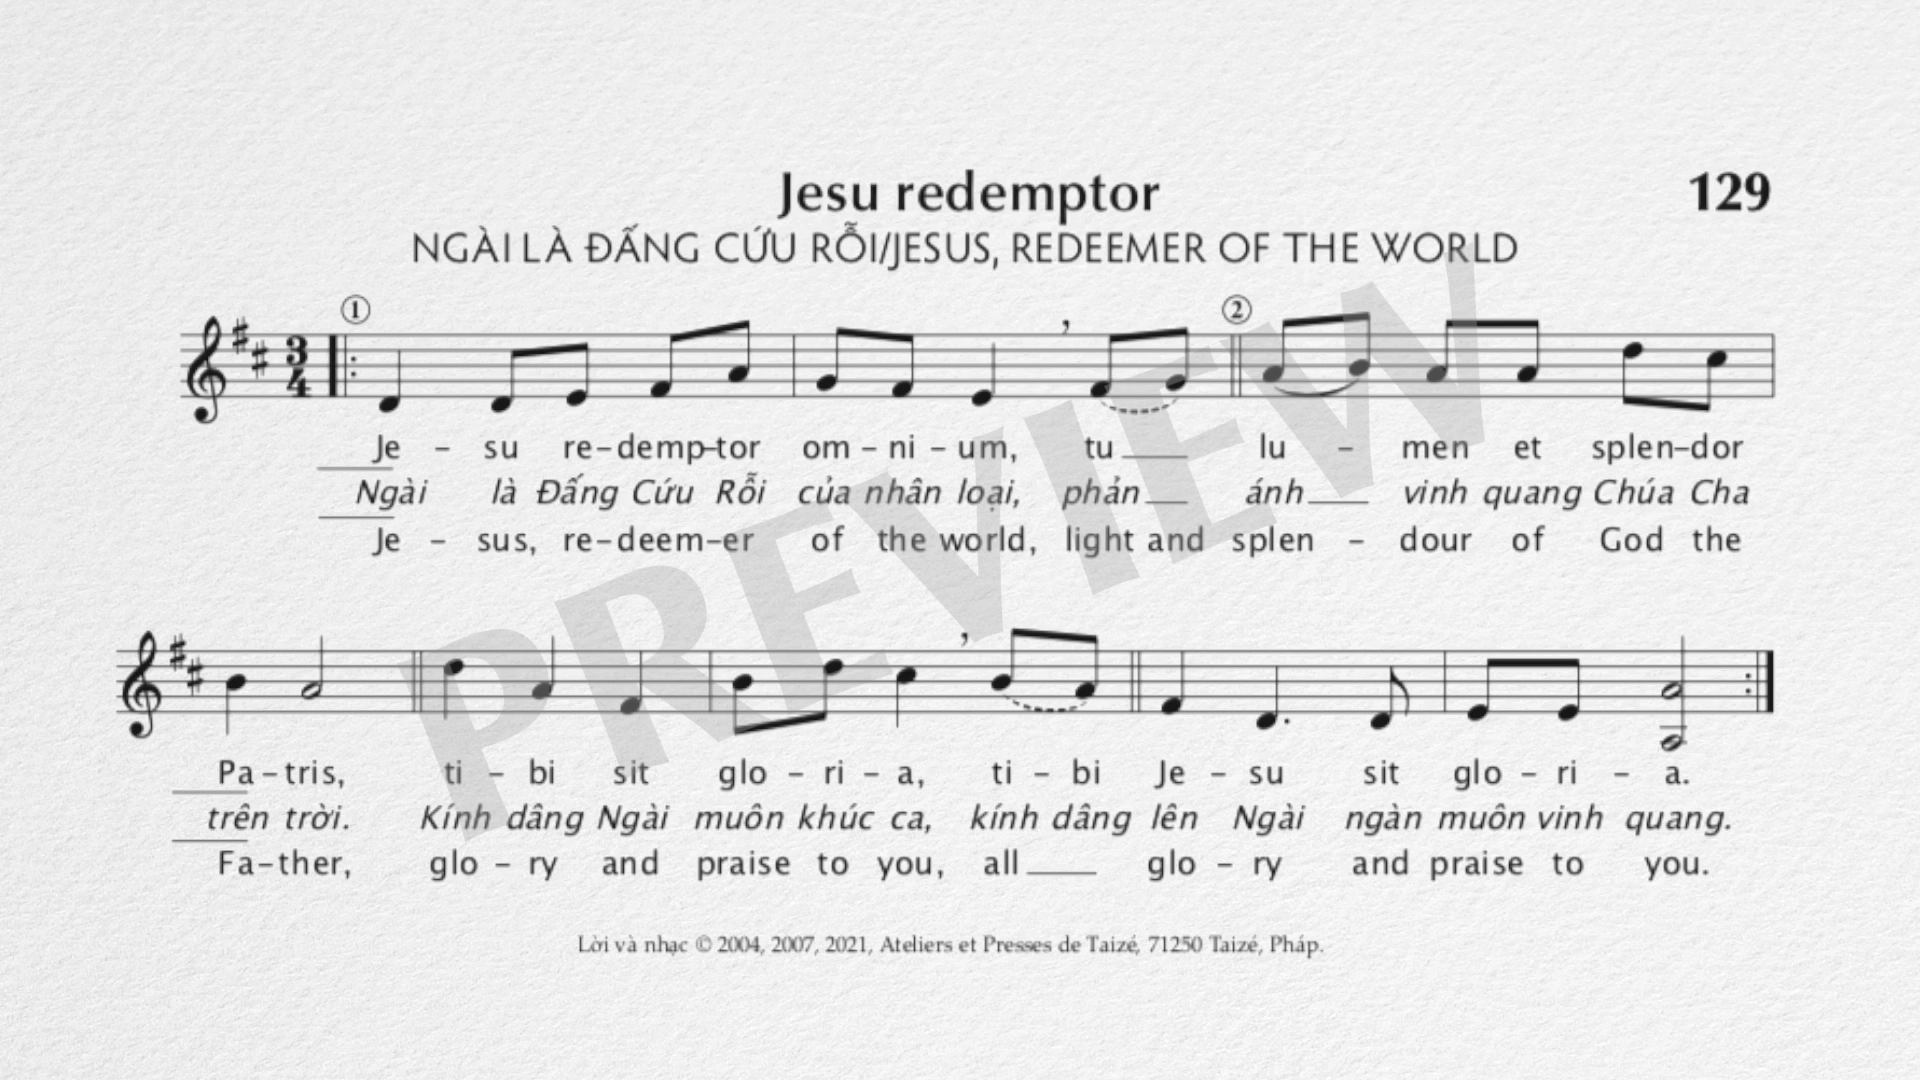 Jesu redemptor 129
NGÀI LÀ ĐẤNG CỨU RỖI/JESUS, REDEEMER OF THE WORLD
1 2
3
4
Je – su re–demp–tor om – ni – um, tu lu – men et splen–dor
Ngài là Đấng Cứu Rỗi của nhân loại, phản ánh vinh quang Chúa Cha
Je – sus, re–deem–er of the world, light and splen – dour of God the
Pa–tris, ti – bi sit glo – ri – a, ti – bi Je – su sit glo – ri – a.
trên trời. Kính dâng Ngài muôn khúc ca, kính dâng lên Ngài ngàn muôn vinh quang.
Fa–ther, glo – ry and praise to you, all glo – ry and praise to you.
Lời và nhạc © 2004, 2007, 2021, Ateliers et Presses de Taizé, 71250 Taizé, Pháp.
PREVIEW